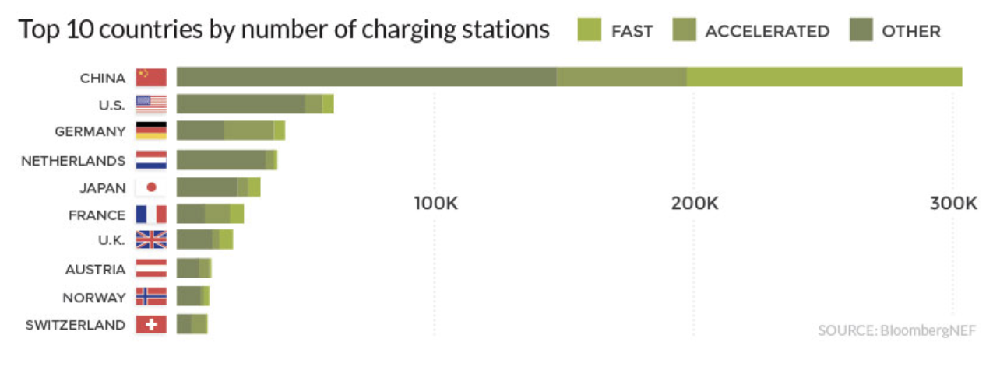 Top 10 countries by number of charging stations FAST ACCELERATED OTHER
CHINA
U.S.
GERMANY
NETHERLANDS
JAPAN
100K 200K 300K
FRANCE
U.K.
AUSTRIA
NORWAY
SWITZERLAND
SOURCE: BloombergNEF